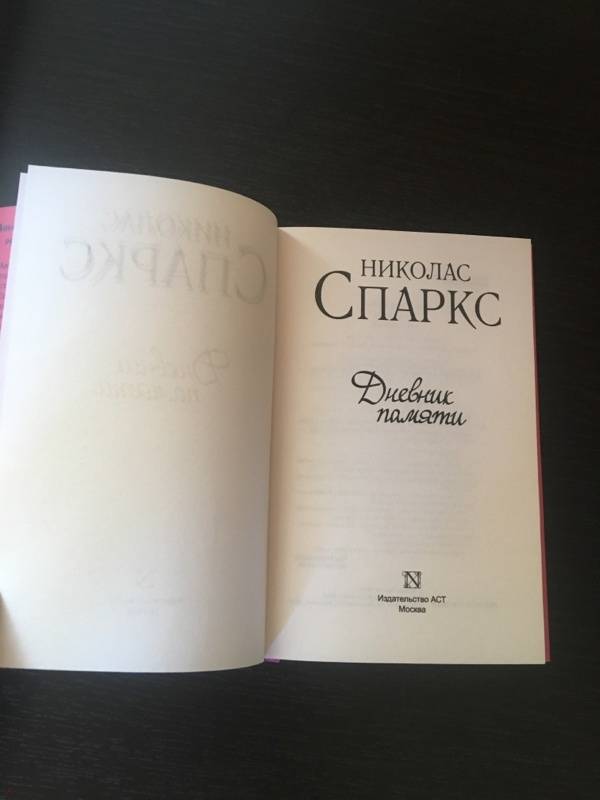 НИКОЛАС
СПАРКС
Дневник
памяти
N
Издательство АСТ
Москва